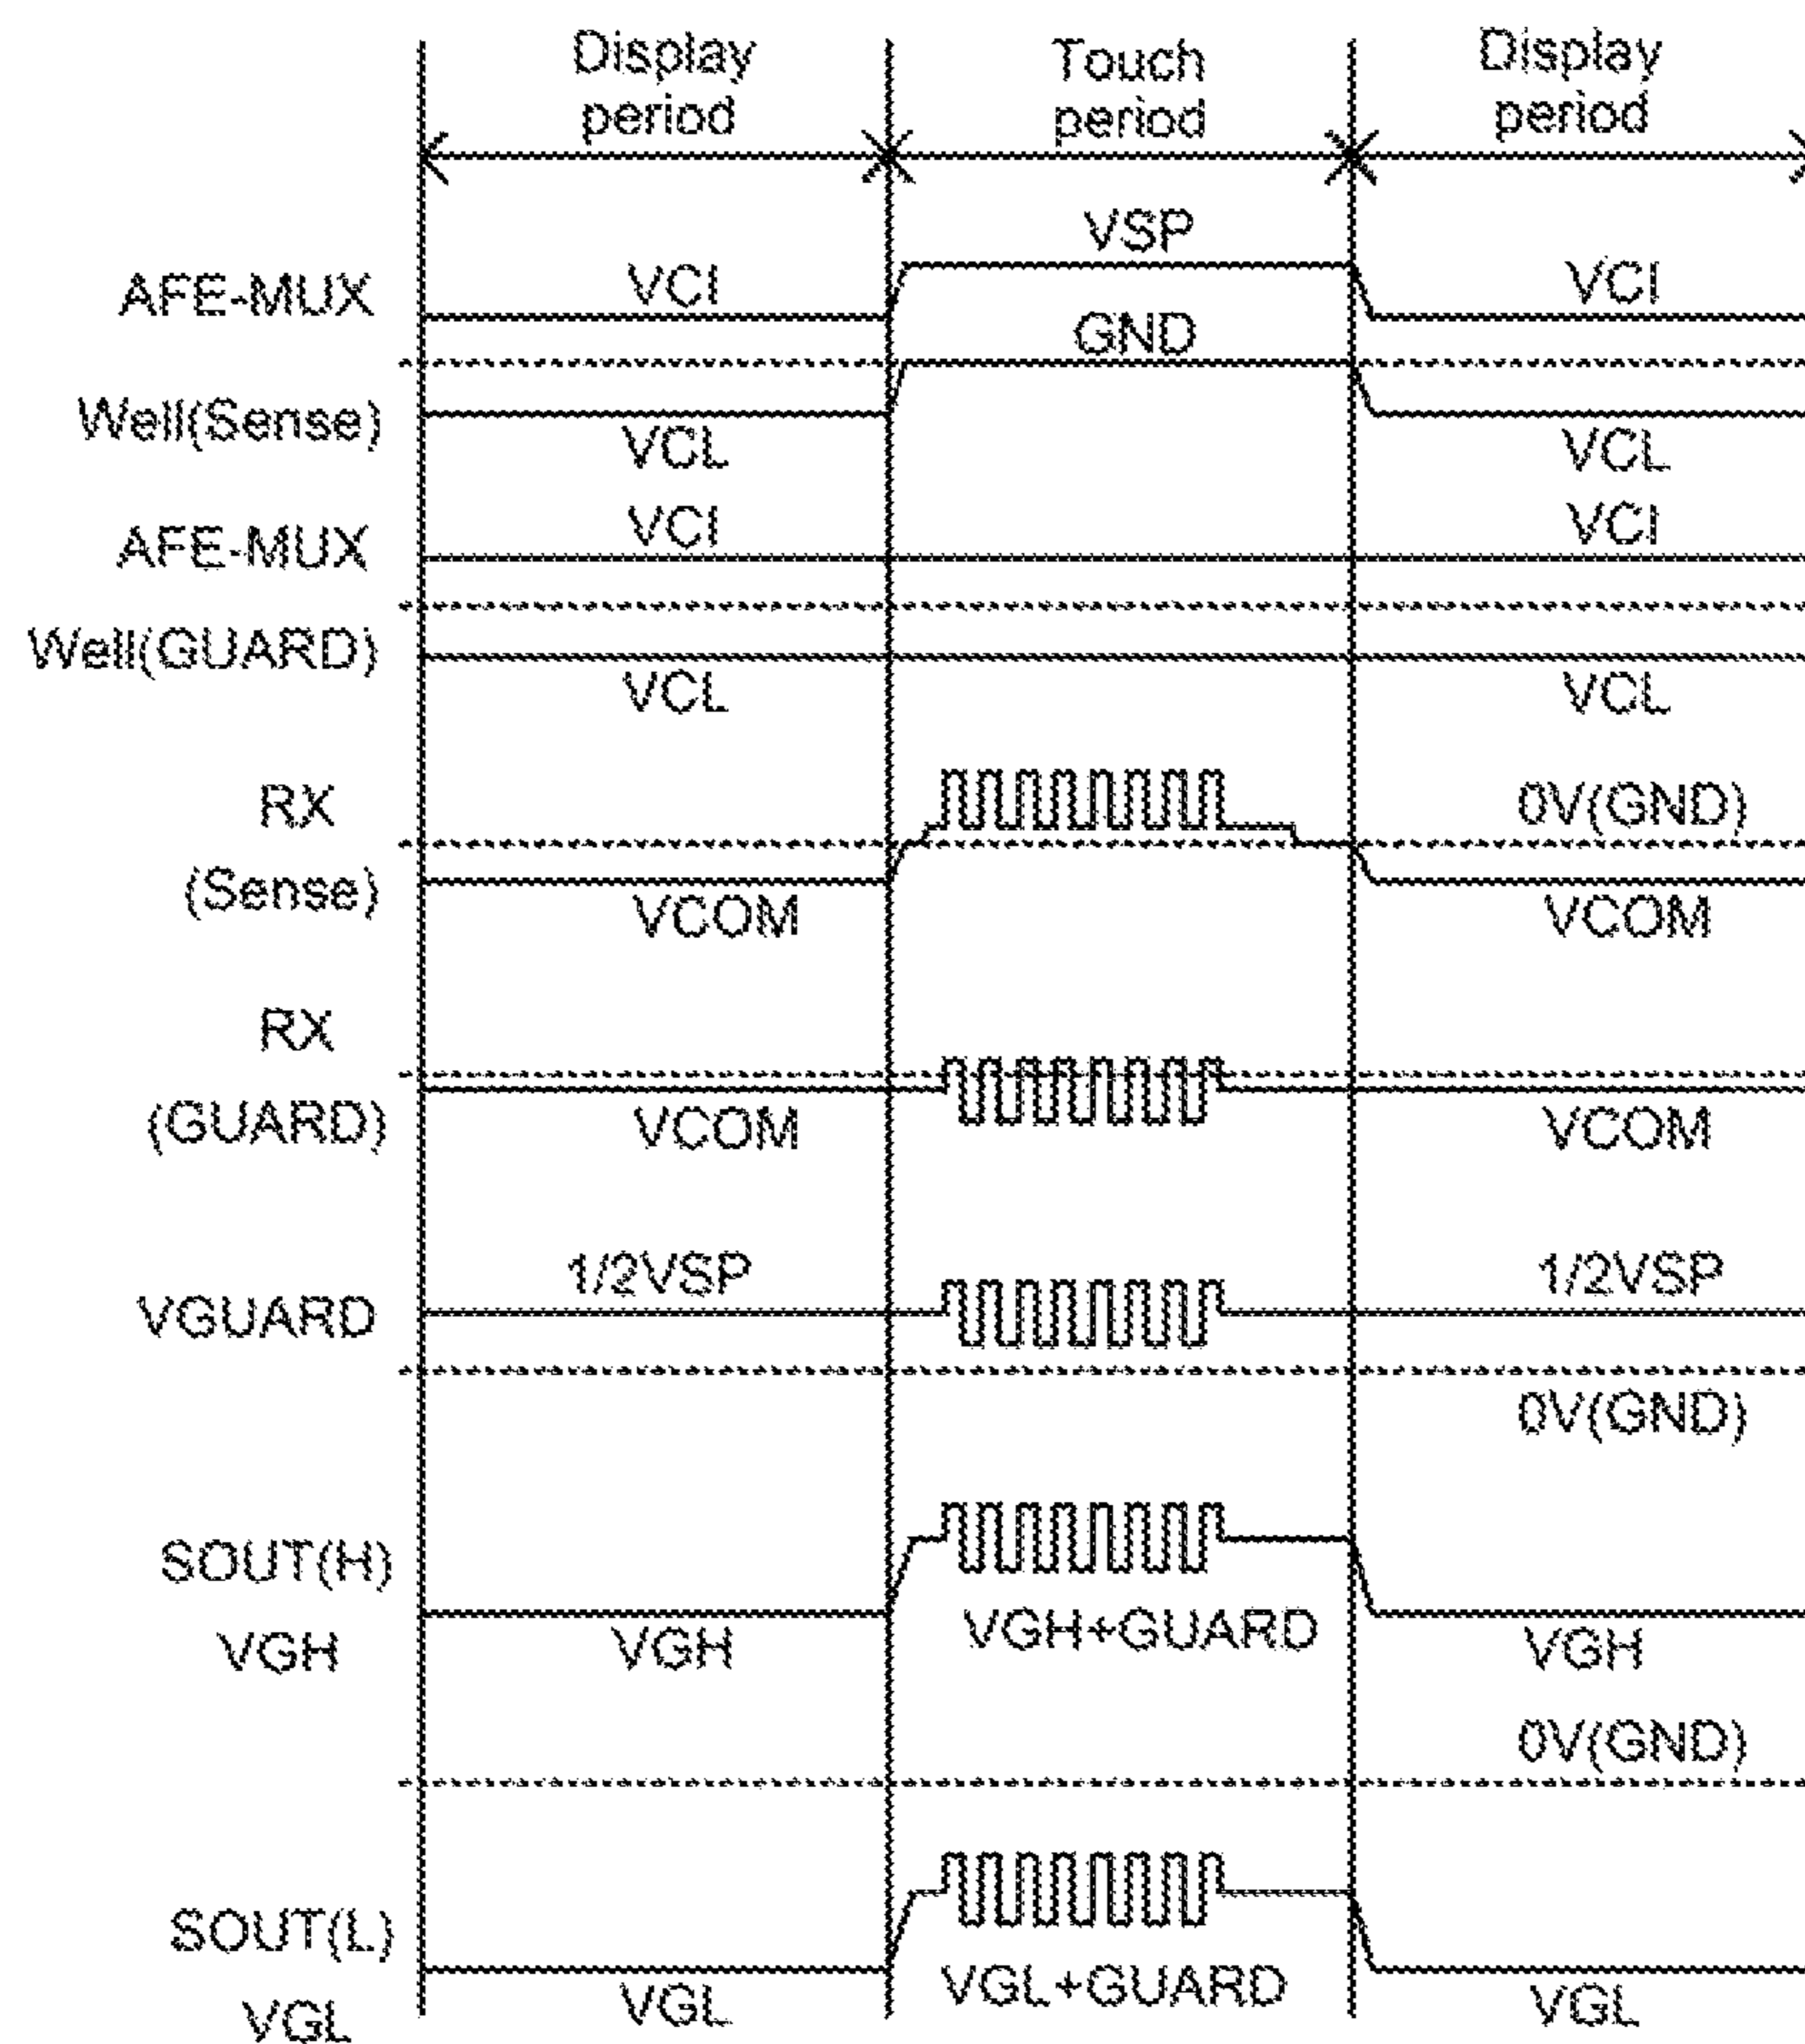 Display period
Touch period
Display period
VSP
AFE-MUX
VCI
VCI
GND
Well(Sense)
VCL
VCL
VCI
VCI
AFE-MUX
Well(GUARD)
VCL
VCL
RX
0V(GND)
(Sense)
VCOM
VCOM
RX
(GUARD)
VCOM
VCOM
1/2VSP
1/2VSP
VGUARD
0V(GND)
SOUT(H)
VGH
VGH
VGH+GUARD
VGH
0V(GND)
SOUT(L)
VGL
VGL
VGL+GUARD
VGL